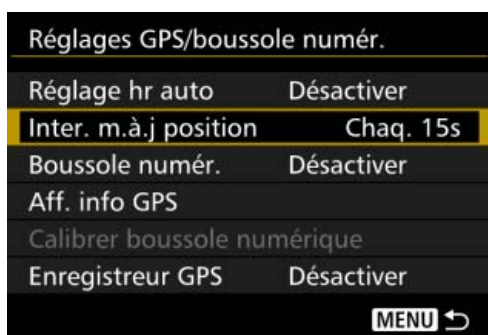 Réglages GPS/boussole numér.
Réglage hr auto Désactiver
Inter. m.à.j position Chaq. 15s
Boussole numér. Désactiver
Aff. info GPS
Calibrer boussole numérique
Enregistreur GPS Désactiver
MENU